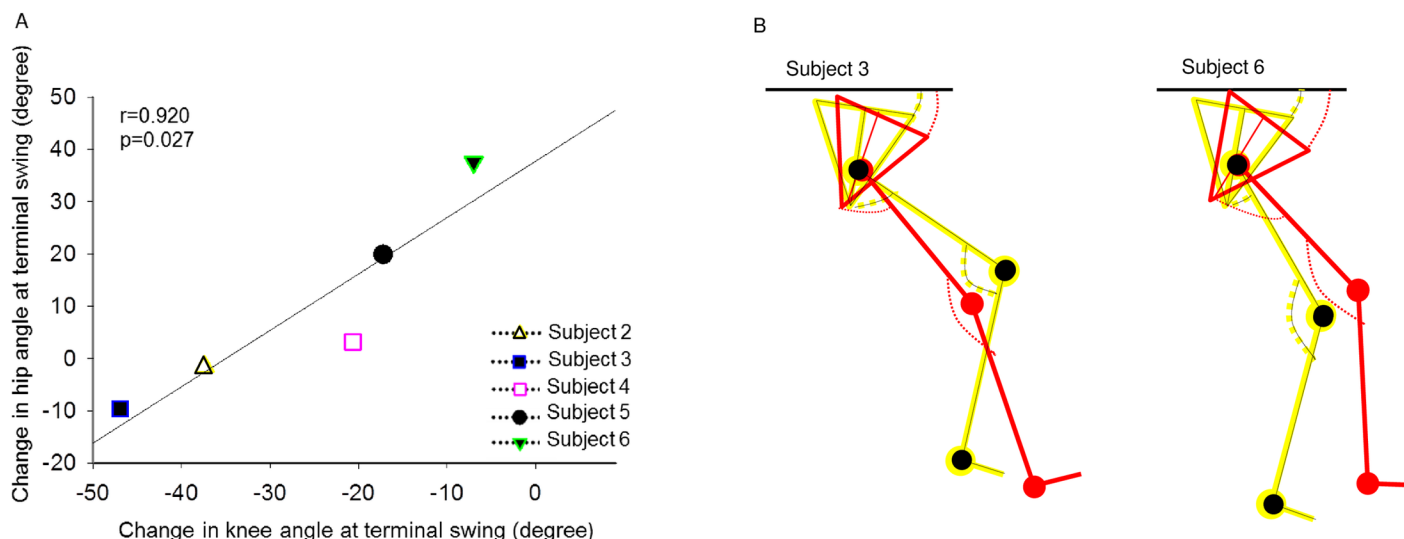 A
B
Subject 3
Subject 6
Change in hip angle at terminal swing (degree)
50
40
30
20
10
0
-10
-20
r=0.920
p=0.027
Subject 2
Subject 3
Subject 4
Subject 5
Subject 6
-50
-40
-30
-20
-10
0
Change in knee angle at terminal swing (degree)